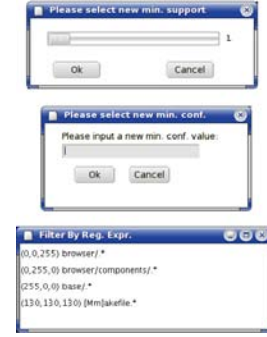 Please select new min. support
1
Ok Cancel
Please select new min. conf.
Please input a new min. conf. value:
Ok Cancel
Filter By Reg. Expr.
(0,0,255) browser/.*
(0,255,0) browser/components/.*
(255,0,0) base/.*
(130,130,130) [Mm]akefile.*